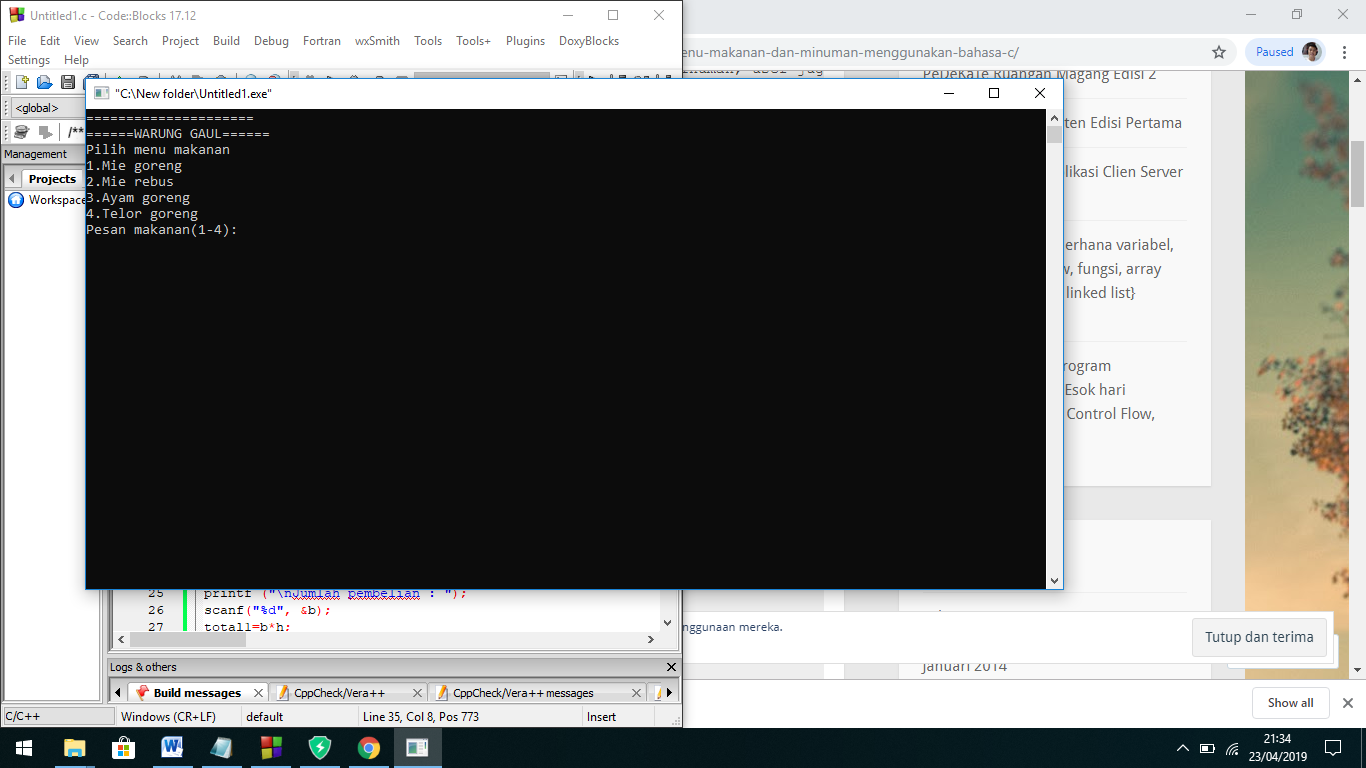 Untitled1.c - Code::Blocks 17.12
File Edit View Search Project Build Debug Fortran wxSmith Tools Tools+ Plugins DoxyBlocks
Settings Help
<global>
/**
Management
Projects
Workspace
"C:\New folder\Untitled1.exe"
=====================
======WARUNG GAUL======
Pilih menu makanan
1.Mie goreng
2.Mie rebus
3.Ayam goreng
4.Telor goreng
Pesan makanan(1-4):
25 printf ("\nJumlah pembelian : ");
26 scanf("%d", &b);
27 total1=b*h;
Logs & others
Build messages CppCheck/Vera++ CppCheck/Vera++ messages
C/C++ Windows (CR+LF) default Line 35, Col 8, Pos 773 Insert
enu-makanan-dan-minuman-menggunakan-bahasa-c/
Paused
PeDeKaTe Ruangan Magang Edisi 2
ten Edisi Pertama
likasi Clien Server
erhana variabel,
w, fungsi, array
linked list}
rogram
Esok hari
Control Flow,
nggunaan mereka.
Tutup dan terima
Januari 2014
Show all
21:34
23/04/2019